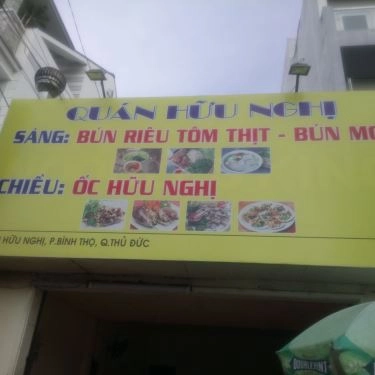 QUÁN HỮU NGHỊ
SÁNG: BÚN RIÊU TÔM THỊT - BÚN MỌ
CHIỀU: ỐC HỮU NGHỊ
HỮU NGHỊ, P.BÌNH THỌ, Q.THỦ ĐỨC
DOUBLEMINT